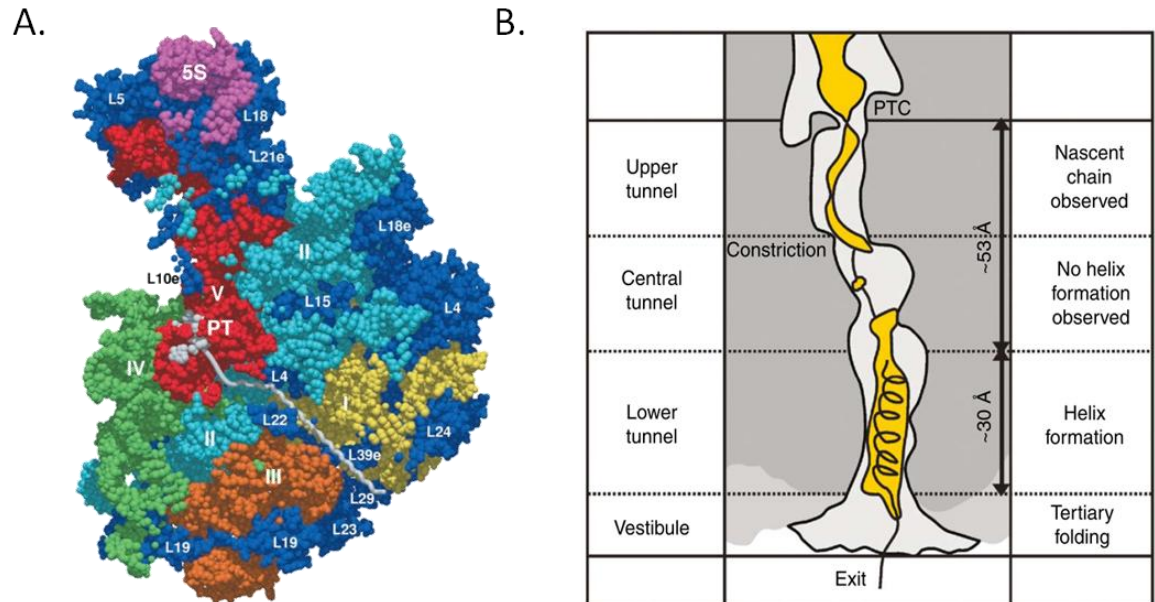 A.
5S
L5
L18
L21e
L18e
II
L10e
L15
L4
V
PT
IV
L4
I
L22
L24
II
L39e
III
L29
L23
L19
L19
B.
PTC
Upper
tunnel
Nascent
chain
observed
Constriction
~53 Å
Central
tunnel
No helix
formation
observed
Lower
tunnel
~30 Å
Helix
formation
Vestibule
Tertiary
folding
Exit